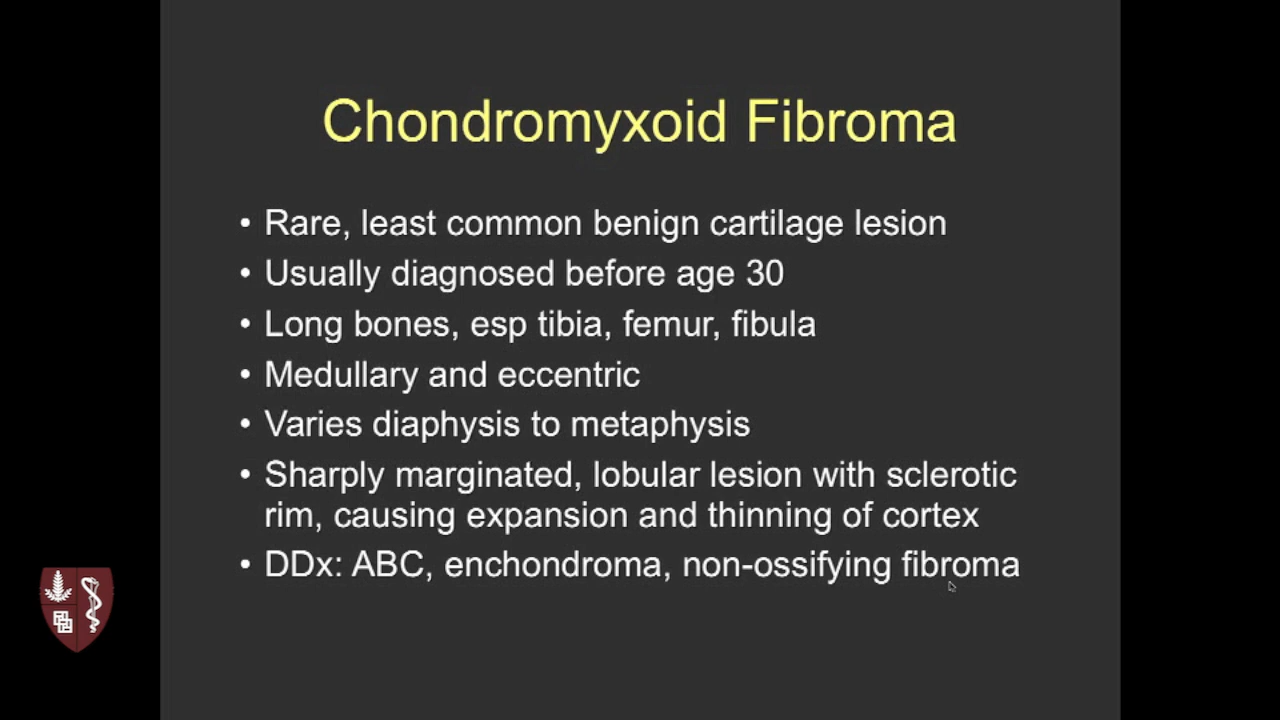 Chondromyxoid Fibroma
• Rare, least common benign cartilage lesion
• Usually diagnosed before age 30
• Long bones, esp tibia, femur, fibula
• Medullary and eccentric
• Varies diaphysis to metaphysis
• Sharply marginated, lobular lesion with sclerotic
rim, causing expansion and thinning of cortex
• DDx: ABC, enchondroma, non-ossifying fibroma